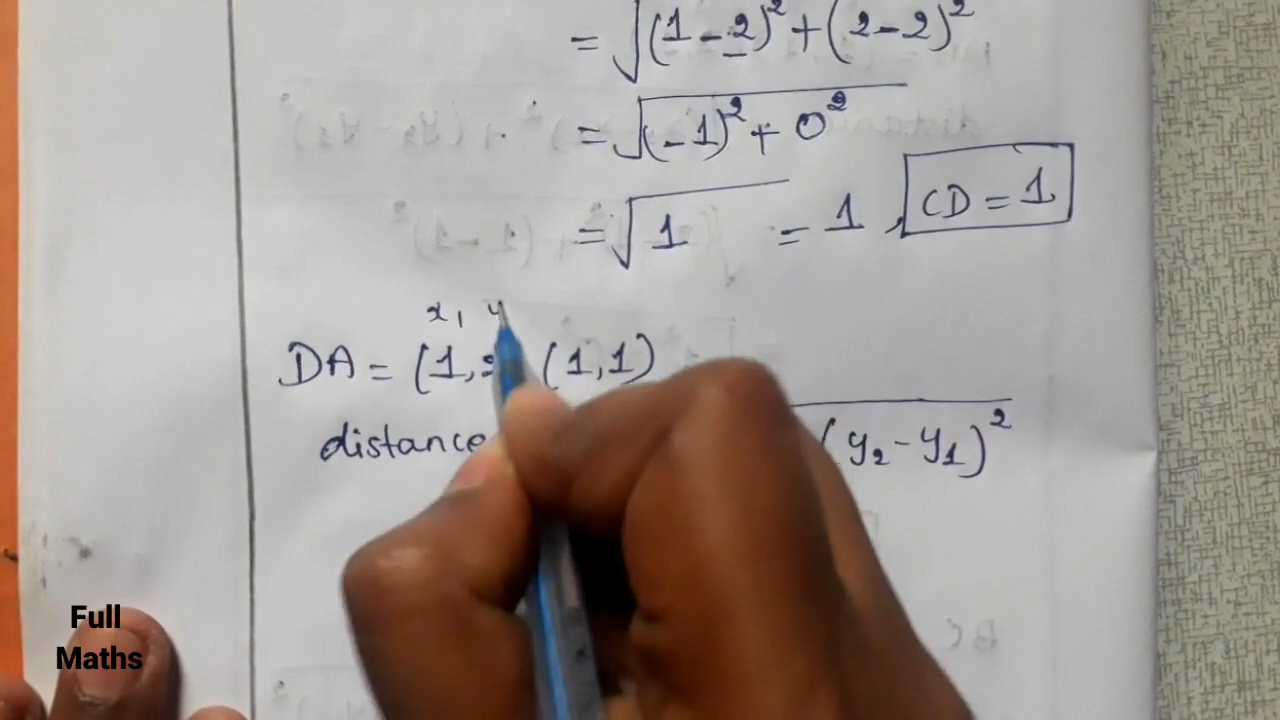 = √(1-2)² + (2-2)²
= √(-1)² + 0²
= √1 = 1, CD = 1
x₁ y
DA = (1, (1,1)
distance (y₂-y₁)²
Full
Maths